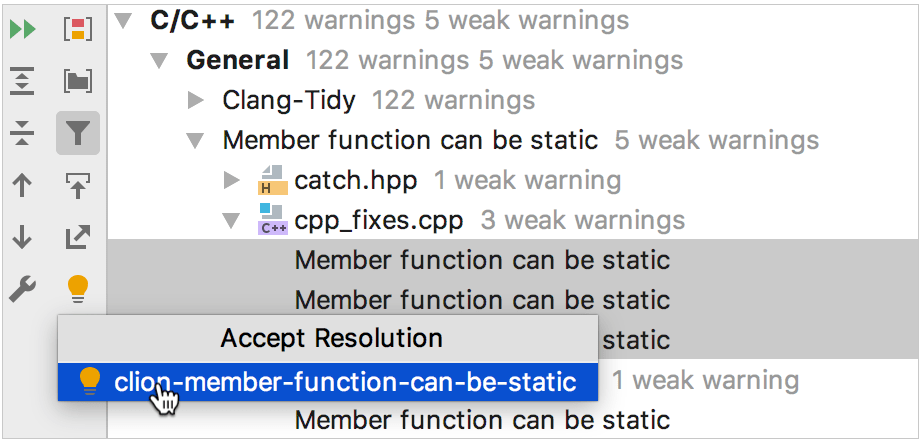 C/C++ 122 warnings 5 weak warnings
General 122 warnings 5 weak warnings
Clang-Tidy 122 warnings
Member function can be static 5 weak warnings
H catch.hpp 1 weak warning
C++ cpp_fixes.cpp 3 weak warnings
Member function can be static
Member function can be static
Accept Resolution
static
clion-member-function-can-be-static
1 weak warning
Member function can be static